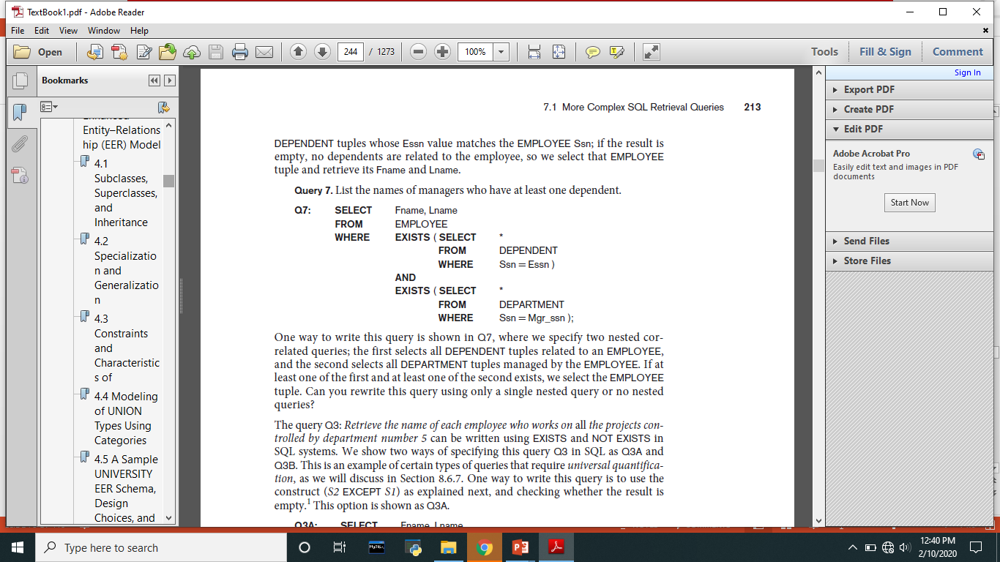 TextBook1.pdf - Adobe Reader
File Edit View Window Help
Open 244 / 1273 100% Tools Fill & Sign Comment
Bookmarks
Entity–Relations
hip (EER) Model
4.1
Subclasses,
Superclasses,
and
Inheritance
4.2
Specializatio
n and
Generalizatio
n
4.3
Constraints
and
Characteristic
s of
4.4 Modeling
of UNION
Types Using
Categories
4.5 A Sample
UNIVERSITY
EER Schema,
Design
Choices, and
7.1 More Complex SQL Retrieval Queries 213
DEPENDENT tuples whose Essn value matches the EMPLOYEE Ssn; if the result is
empty, no dependents are related to the employee, so we select that EMPLOYEE
tuple and retrieve its Fname and Lname.
Query 7. List the names of managers who have at least one dependent.
Q7: SELECT Fname, Lname
FROM EMPLOYEE
WHERE EXISTS ( SELECT *
FROM DEPENDENT
WHERE Ssn = Essn )
AND
EXISTS ( SELECT *
FROM DEPARTMENT
WHERE Ssn = Mgr_ssn );
One way to write this query is shown in Q7, where we specify two nested cor-
related queries; the first selects all DEPENDENT tuples related to an EMPLOYEE,
and the second selects all DEPARTMENT tuples managed by the EMPLOYEE. If at
least one of the first and at least one of the second exists, we select the EMPLOYEE
tuple. Can you rewrite this query using only a single nested query or no nested
queries?
The query Q3: Retrieve the name of each employee who works on all the projects con-
trolled by department number 5 can be written using EXISTS and NOT EXISTS in
SQL systems. We show two ways of specifying this query Q3 in SQL as Q3A and
Q3B. This is an example of certain types of queries that require universal quantifica-
tion, as we will discuss in Section 8.6.7. One way to write this query is to use the
construct (S2 EXCEPT S1) as explained next, and checking whether the result is
empty.1 This option is shown as Q3A.
Q3A: SELECT Fname, Lname
Sign In
Export PDF
Create PDF
Edit PDF
Adobe Acrobat Pro
Easily edit text and images in PDF
documents
Start Now
Send Files
Store Files
Type here to search
12:40 PM
2/10/2020